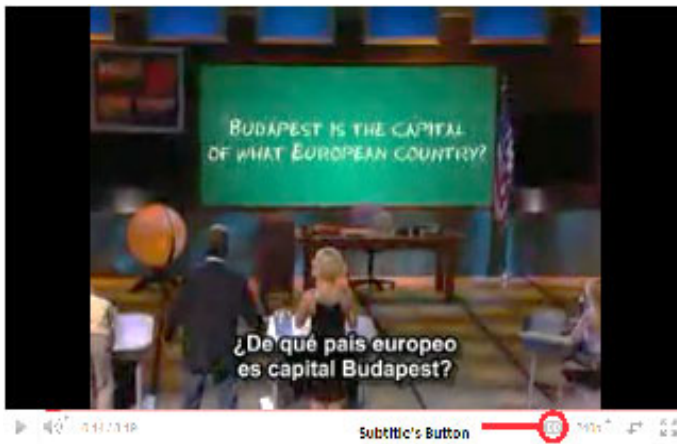 BUDAPEST IS THE CAPITAL
OF WHAT EUROPEAN COUNTRY?
¿De qué país europeo
es capital Budapest?
Subtitle's Button